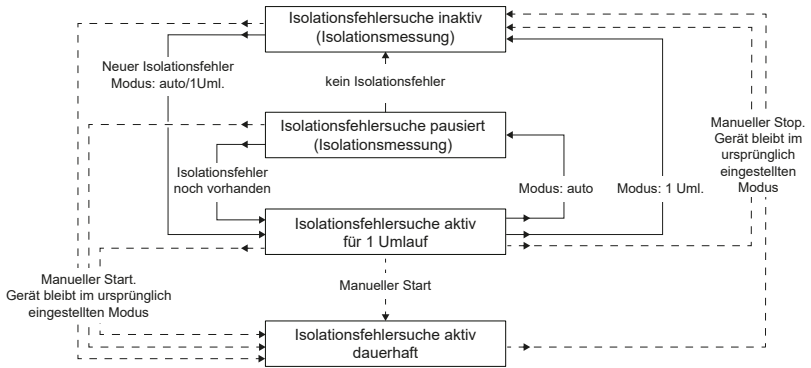 Isolationsfehlersuche inaktiv
(Isolationsmessung)
Neuer Isolationsfehler
Modus: auto/1Uml.
kein Isolationsfehler
Isolationsfehlersuche pausiert
(Isolationsmessung)
Manueller Stop.
Gerät bleibt im
ursprünglich
eingestellten
Modus
Isolationsfehler
noch vorhanden
Modus: auto
Modus: 1 Uml.
Isolationsfehlersuche aktiv
für 1 Umlauf
Manueller Start.
Gerät bleibt im ursprünglich
eingestellten Modus
Manueller Start
Isolationsfehlersuche aktiv
dauerhaft